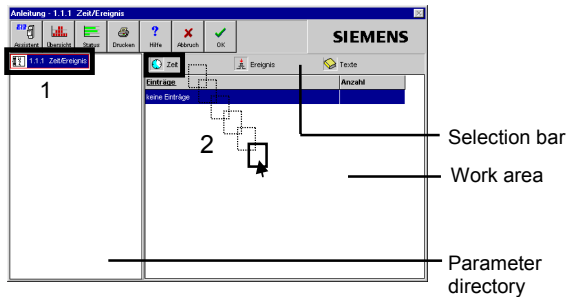 Anleitung - 1.1.1 Zeit/Ereignis
EIB
Assistent Übersicht Status Drucken Hilfe Abbruch OK
SIEMENS
1.1.1 Zeit/Ereignis
Zeit Ereignis Texte
Einträge Anzahl
keine Einträge
1
2
Selection bar
Work area
Parameter
directory